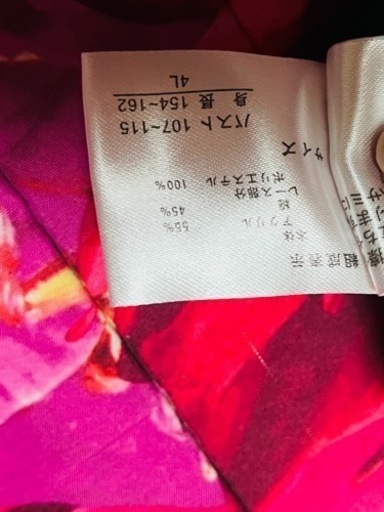 組成表示
本体
アクリル 55%
綿 45%
レース部分
ポリエステル 100%
サイズ
バスト 107~115
身長 154~162
4L